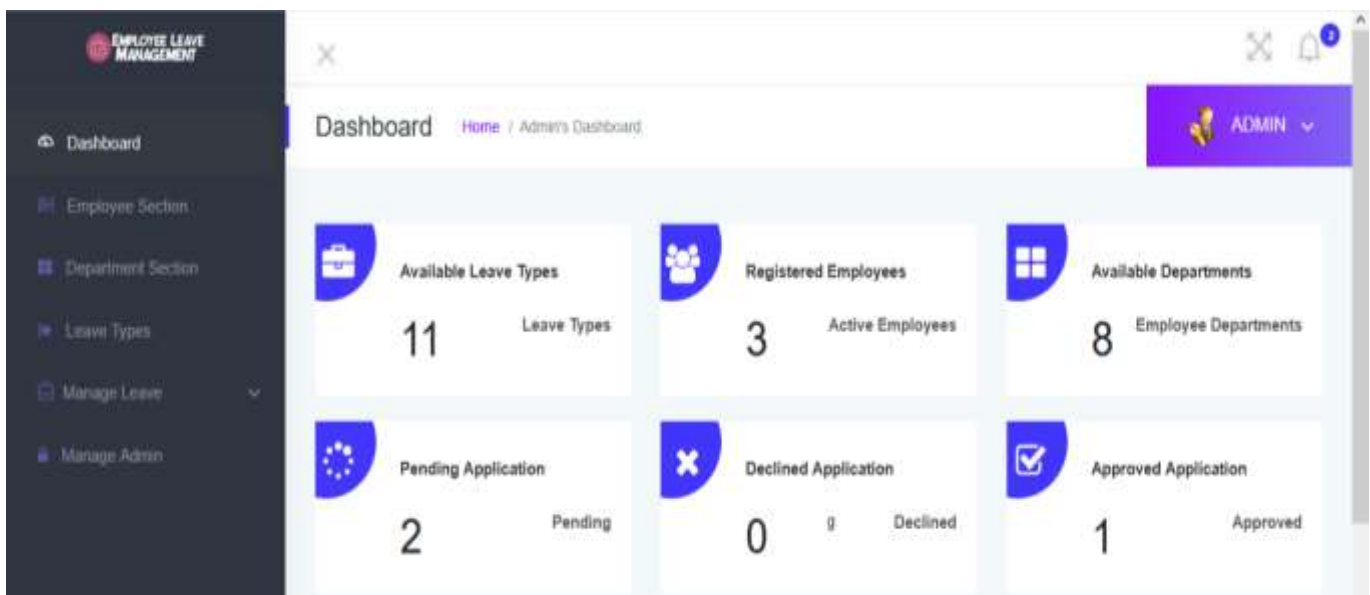 EMPLOYEE LEAVE
MANAGEMENT
2
Dashboard
Home / Admin's Dashboard
ADMIN
Dashboard
Employee Section
Department Section
Leave Types
Manage Leave
Manage Admin
Available Leave Types
11 Leave Types
Registered Employees
3 Active Employees
Available Departments
8 Employee Departments
Pending Application
2 Pending
Declined Application
0 g Declined
Approved Application
1 Approved